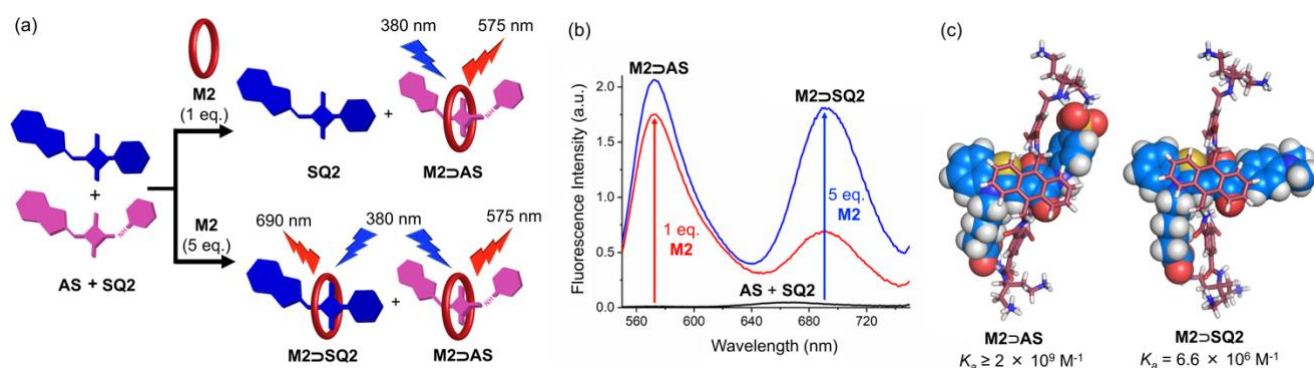 (a)
M2
(1 eq.)
380 nm
575 nm
+
NH
SQ2
M2⊃AS
+
NH
AS + SQ2
M2
(5 eq.)
690 nm
380 nm
575 nm
+
NH
M2⊃SQ2
M2⊃AS
(b)
Fluorescence Intensity (a.u.)
2.0
1.5
1.0
0.5
0.0
M2⊃AS
M2⊃SQ2
1 eq.
M2
5 eq.
M2
AS + SQ2
560
600
640
680
720
Wavelength (nm)
(c)
M2⊃AS
Kₐ ≥ 2 × 10⁹ M⁻¹
M2⊃SQ2
Kₐ = 6.6 × 10⁶ M⁻¹